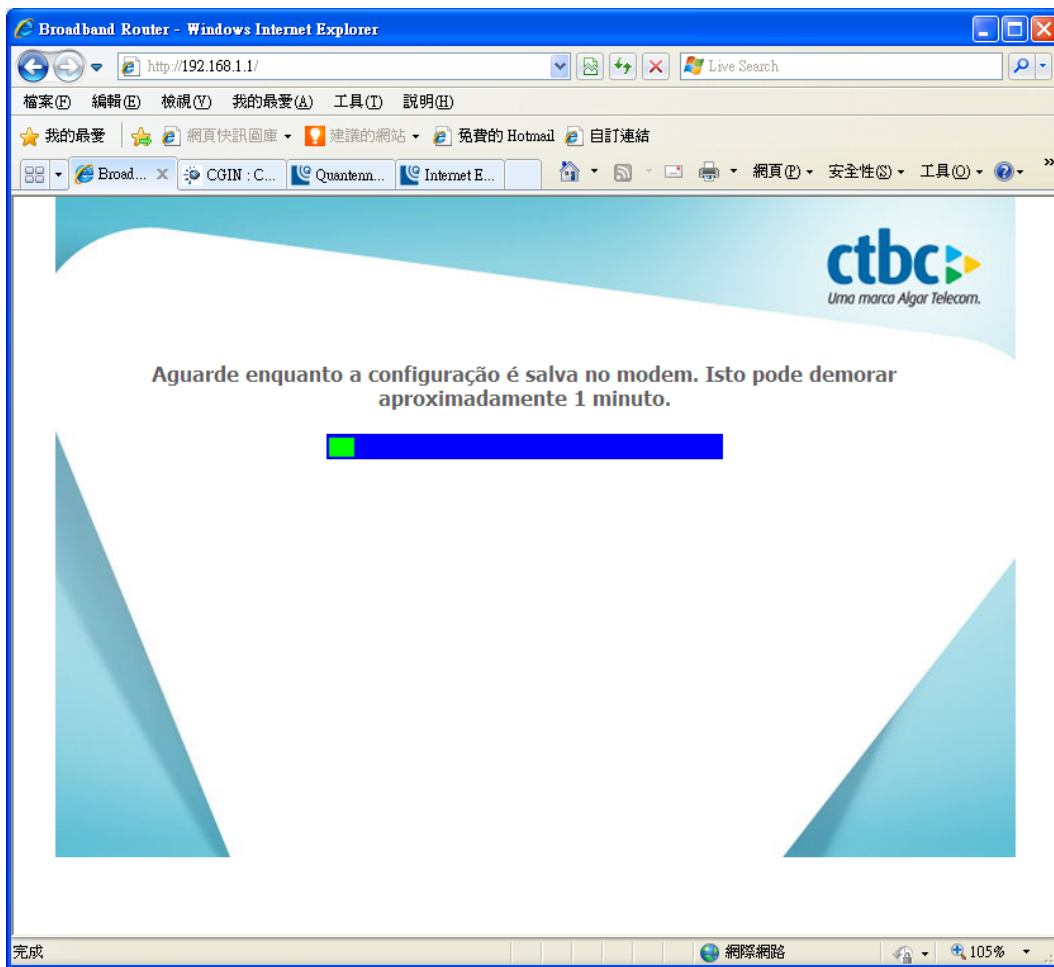 Broadband Router - Windows Internet Explorer
http://192.168.1.1/
Live Search
檔案(F) 編輯(E) 檢視(V) 我的最愛(A) 工具(T) 說明(H)
我的最愛 網頁快訊圖庫 建議的網站 免費的 Hotmail 自訂連結
Broad... CGIN : C... Quantenn... Internet E... 網頁(P) 安全性(S) 工具(O) »
ctbc
Uma marca Algar Telecom.
Aguarde enquanto a configuração é salva no modem. Isto pode demorar
aproximadamente 1 minuto.
完成 網際網路 105%